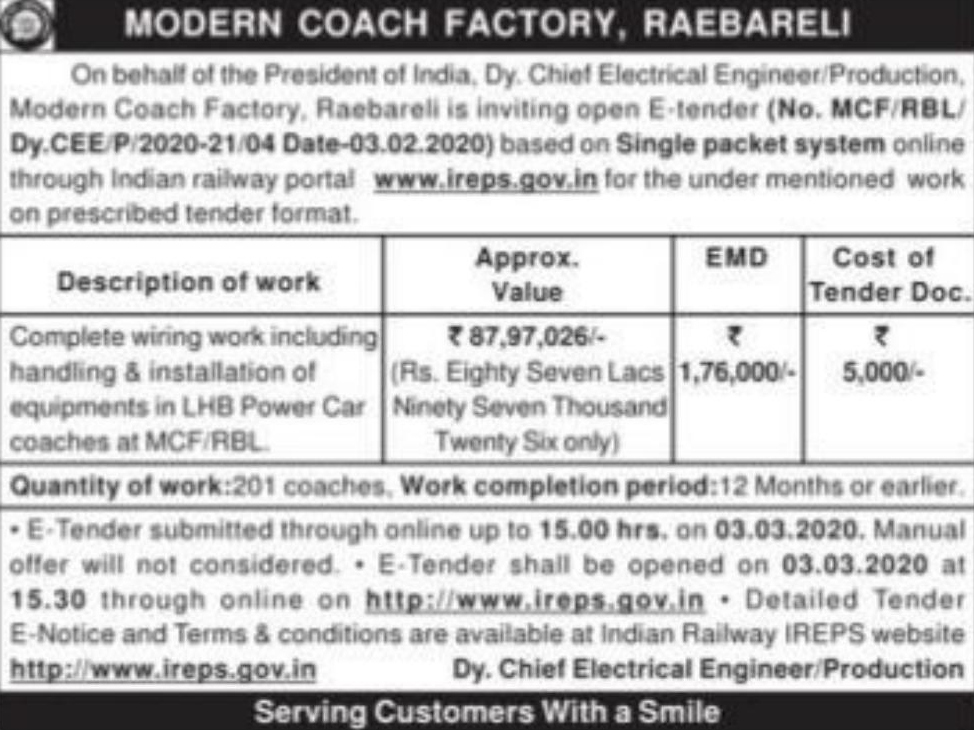 MODERN COACH FACTORY, RAEBARELI
On behalf of the President of India, Dy. Chief Electrical Engineer/Production,
Modern Coach Factory, Raebareli is inviting open E-tender (No. MCF/RBL/
Dy.CEE/P/2020-21/04 Date-03.02.2020) based on Single packet system online
through Indian railway portal www.ireps.gov.in for the under mentioned work
on prescribed tender format.
Description of work
Approx.
Value
EMD
Cost of
Tender Doc.
Complete wiring work including
handling & installation of
equipments in LHB Power Car
coaches at MCF/RBL.
₹ 87,97,026/-
(Rs. Eighty Seven Lacs
Ninety Seven Thousand
Twenty Six only)
₹
1,76,000/-
₹
5,000/-
Quantity of work:201 coaches, Work completion period:12 Months or earlier.
• E-Tender submitted through online up to 15.00 hrs. on 03.03.2020. Manual
offer will not considered. • E-Tender shall be opened on 03.03.2020 at
15.30 through online on http://www.ireps.gov.in • Detailed Tender
E-Notice and Terms & conditions are available at Indian Railway IREPS website
http://www.ireps.gov.in Dy. Chief Electrical Engineer/Production
Serving Customers With a Smile